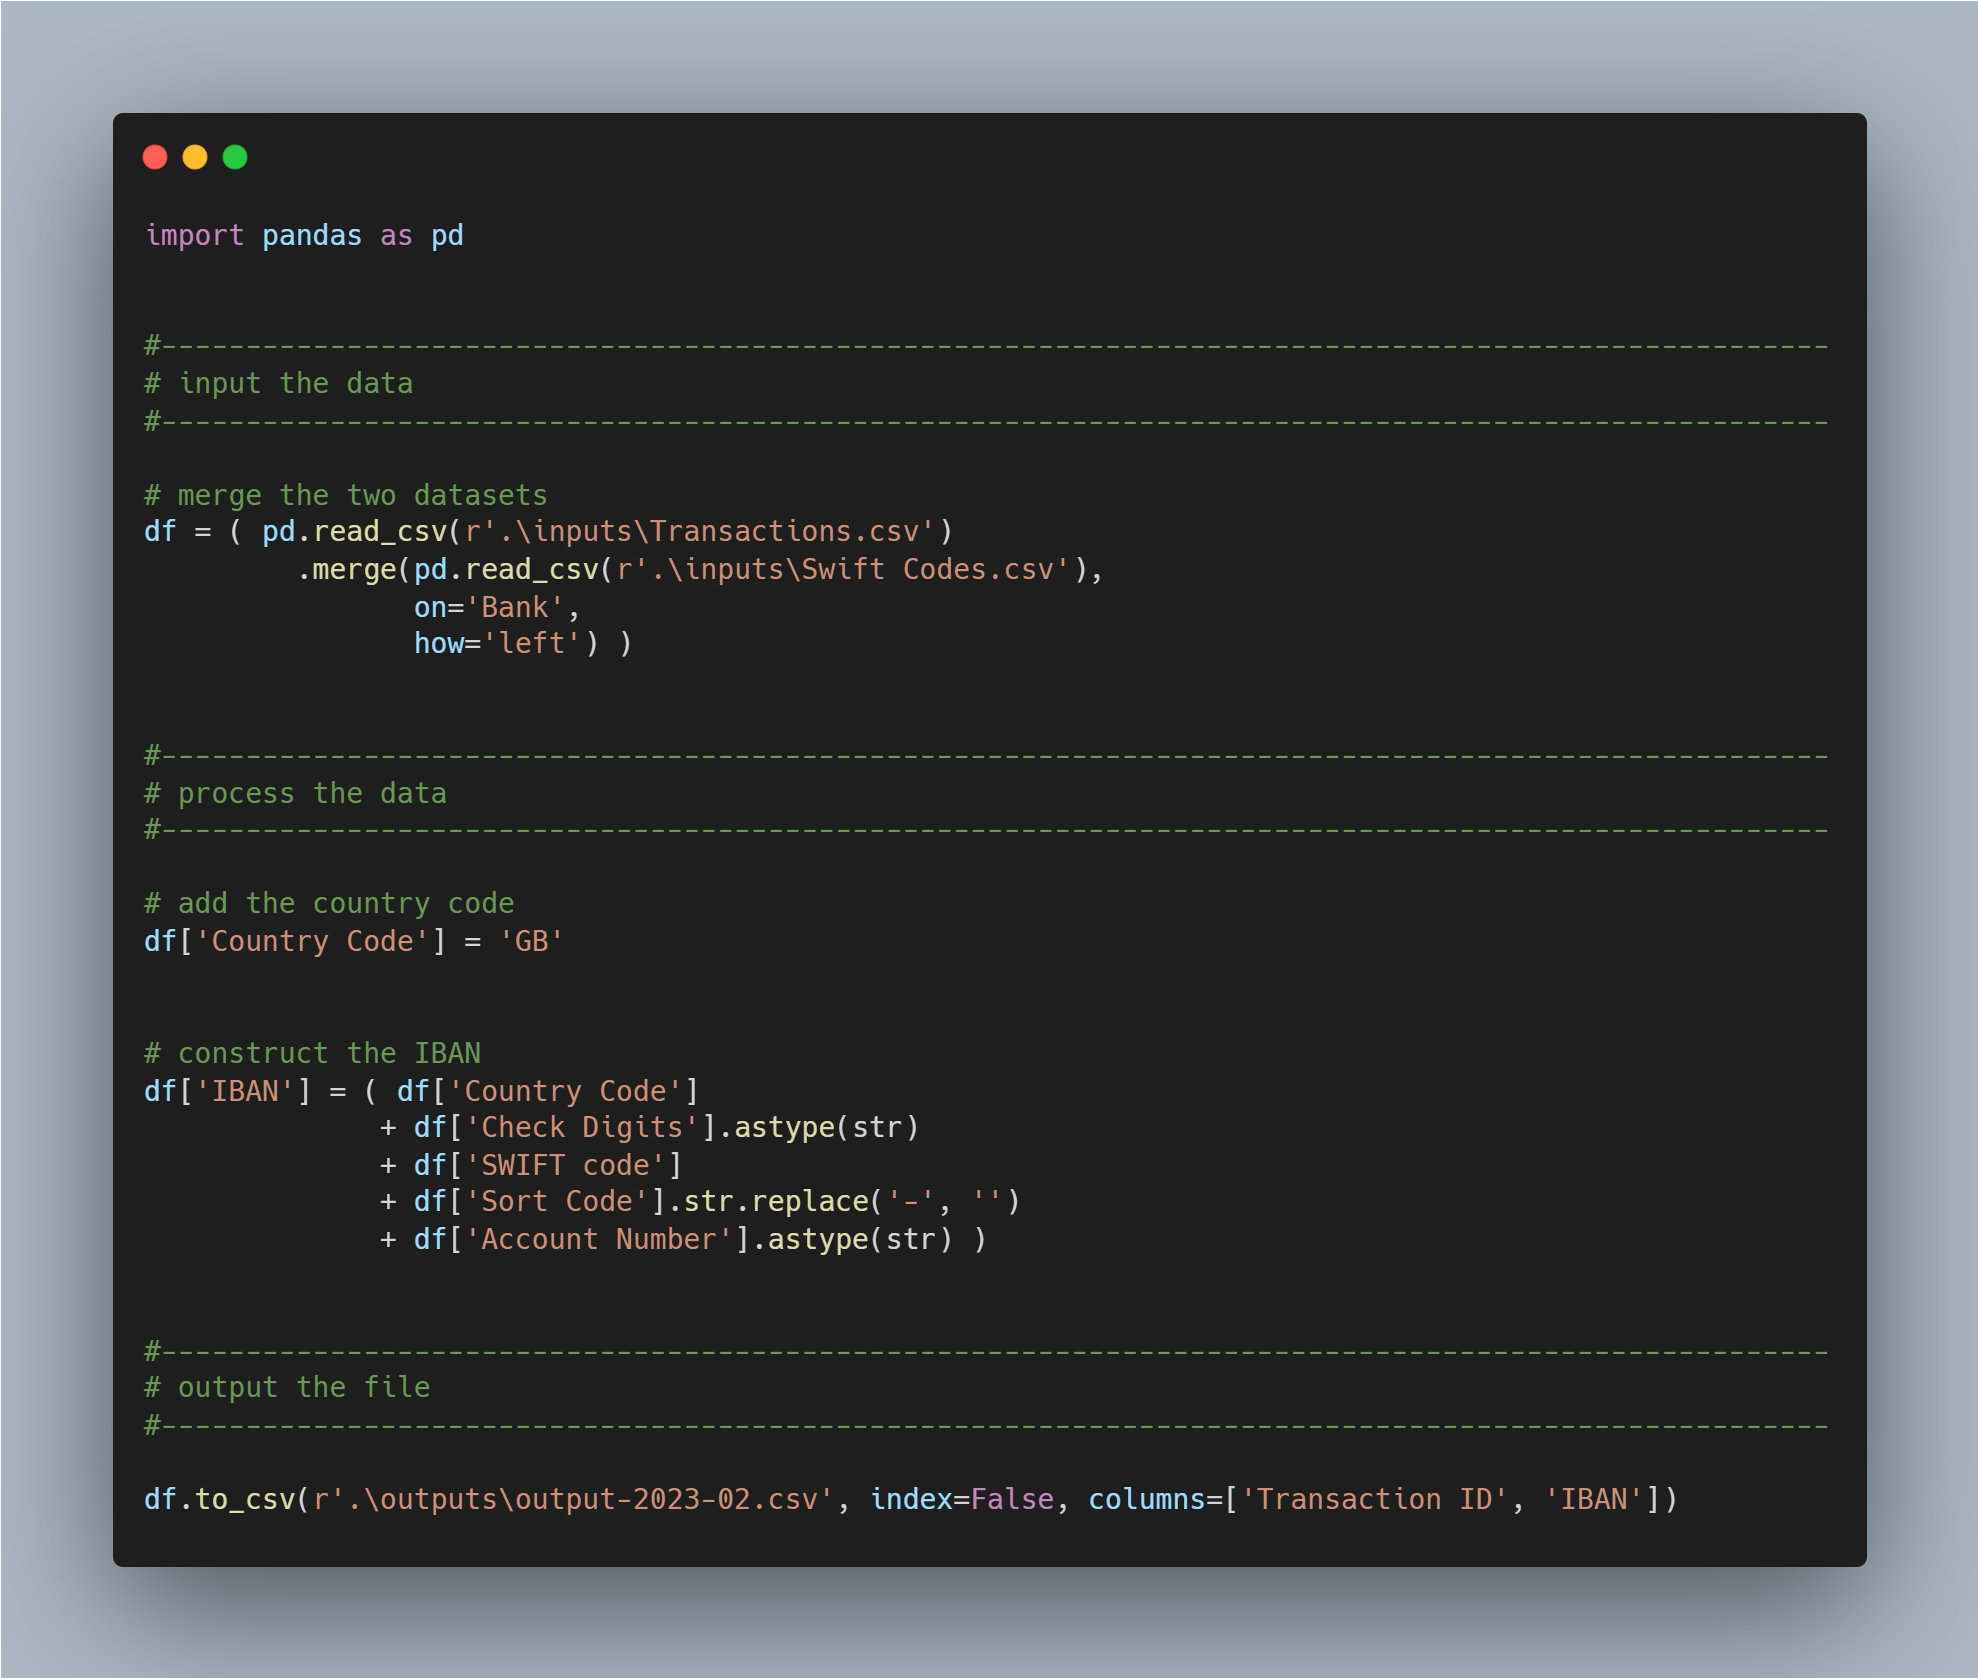 import pandas as pd
#---------------------------------------------------------------------------------------------------
# input the data
#---------------------------------------------------------------------------------------------------
# merge the two datasets
df = ( pd.read_csv(r'.\inputs\Transactions.csv')
         .merge(pd.read_csv(r'.\inputs\Swift Codes.csv'),
                on='Bank',
                how='left') )
#---------------------------------------------------------------------------------------------------
# process the data
#---------------------------------------------------------------------------------------------------
# add the country code
df['Country Code'] = 'GB'
# construct the IBAN
df['IBAN'] = ( df['Country Code']
              + df['Check Digits'].astype(str)
              + df['SWIFT code']
              + df['Sort Code'].str.replace('-', '')
              + df['Account Number'].astype(str) )
#---------------------------------------------------------------------------------------------------
# output the file
#---------------------------------------------------------------------------------------------------
df.to_csv(r'.\outputs\output-2023-02.csv', index=False, columns=['Transaction ID', 'IBAN'])